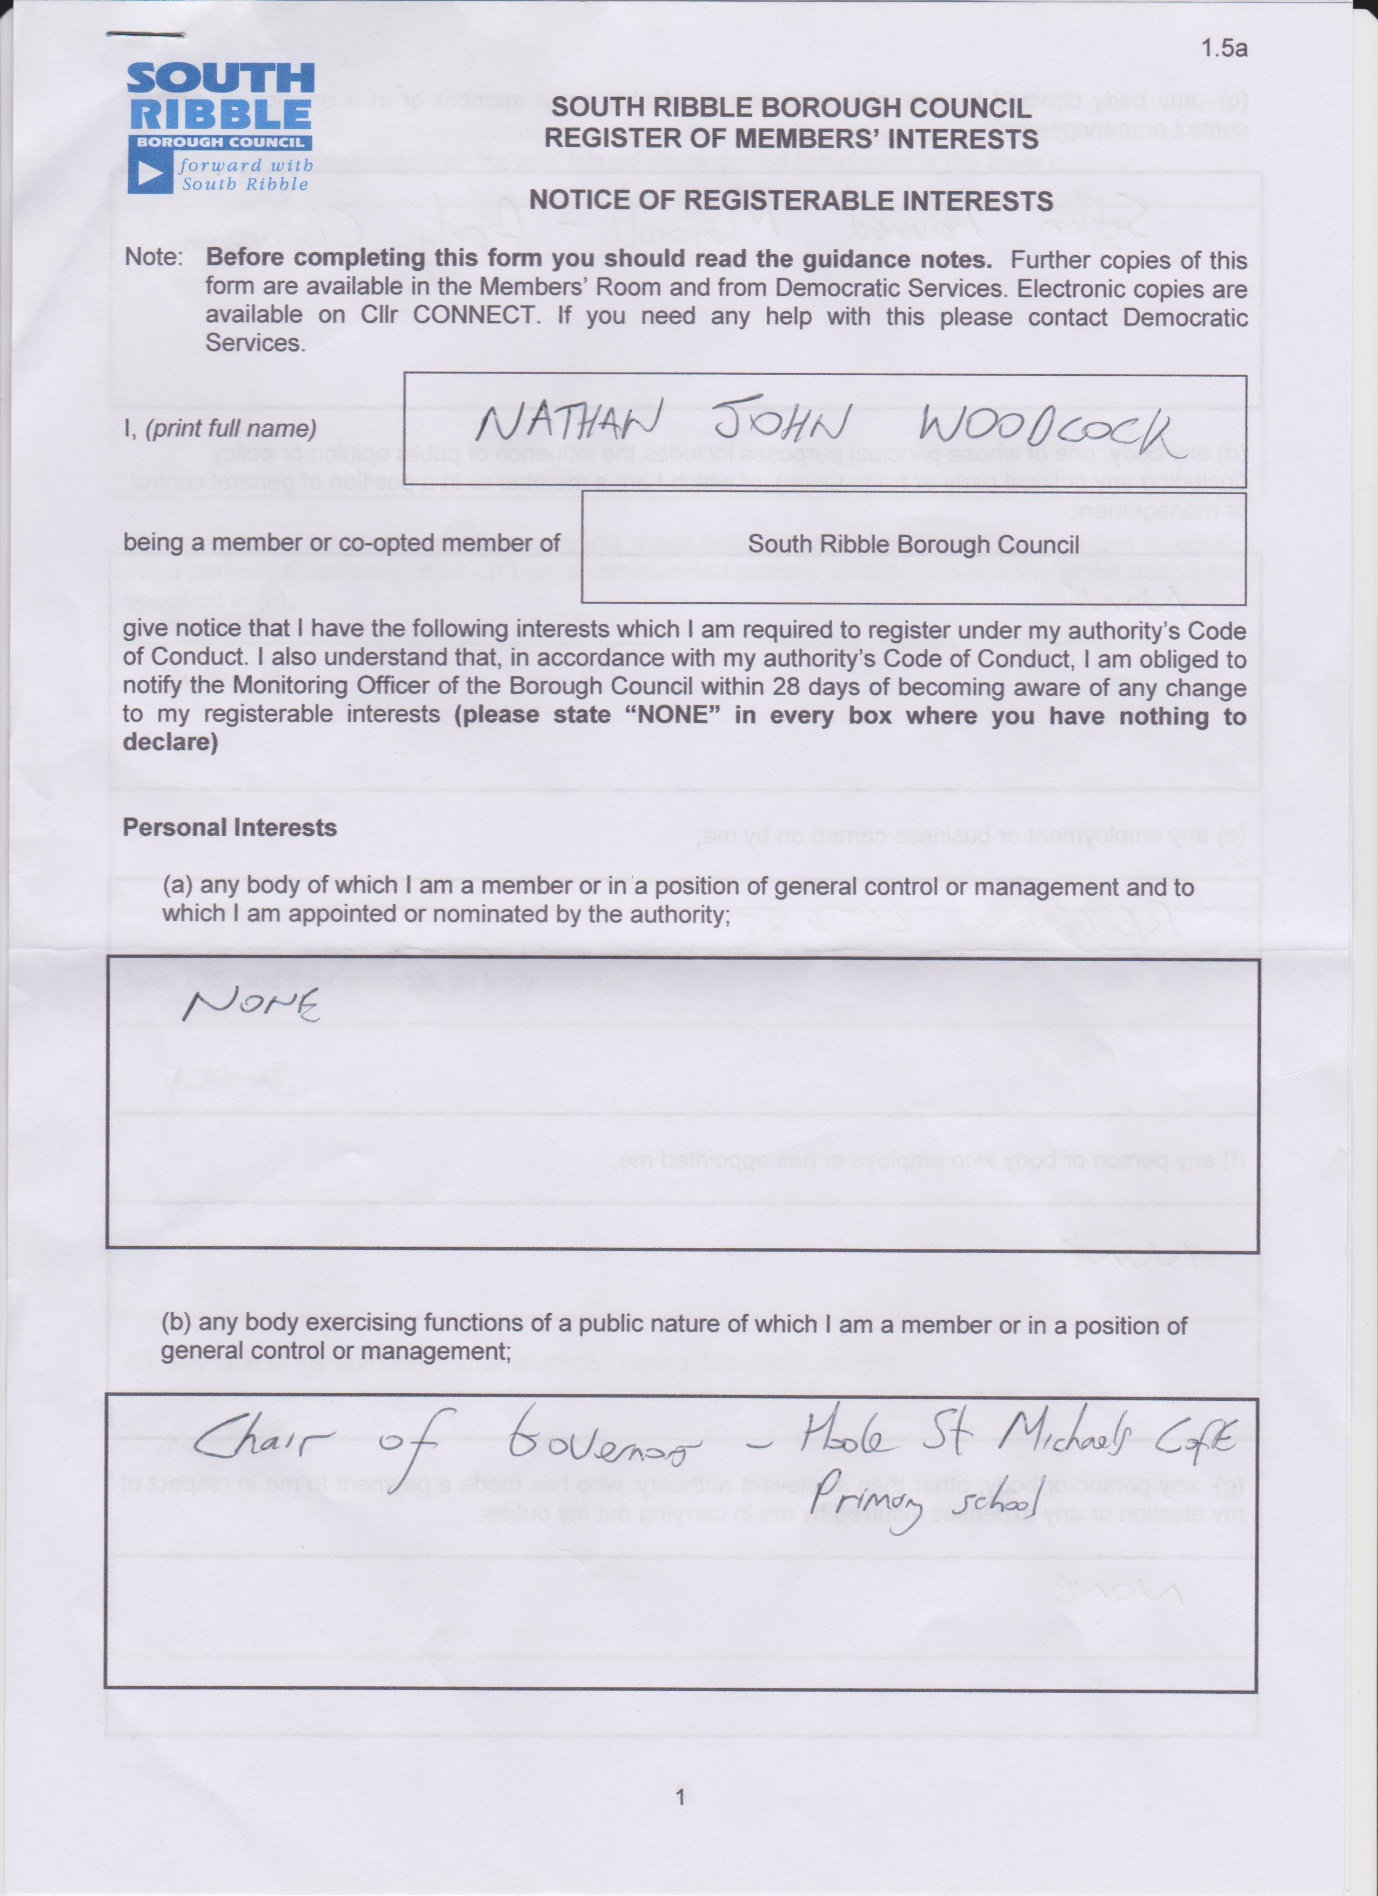 1.5a
SOUTH
RIBBLE
BOROUGH COUNCIL
forward with
South Ribble
SOUTH RIBBLE BOROUGH COUNCIL
REGISTER OF MEMBERS' INTERESTS
NOTICE OF REGISTERABLE INTERESTS
Note: Before completing this form you should read the guidance notes. Further copies of this
form are available in the Members' Room and from Democratic Services. Electronic copies are
available on Cllr CONNECT. If you need any help with this please contact Democratic
Services.
I, (print full name) NATHAN JOHN WOODCOCK
being a member or co-opted member of South Ribble Borough Council
give notice that I have the following interests which I am required to register under my authority's Code
of Conduct. I also understand that, in accordance with my authority's Code of Conduct, I am obliged to
notify the Monitoring Officer of the Borough Council within 28 days of becoming aware of any change
to my registerable interests (please state “NONE” in every box where you have nothing to
declare)
Personal Interests
(a) any body of which I am a member or in a position of general control or management and to
which I am appointed or nominated by the authority;
NONE
(b) any body exercising functions of a public nature of which I am a member or in a position of
general control or management;
Chair of Governors - Hoole St Michaels CofE
Primary school
1